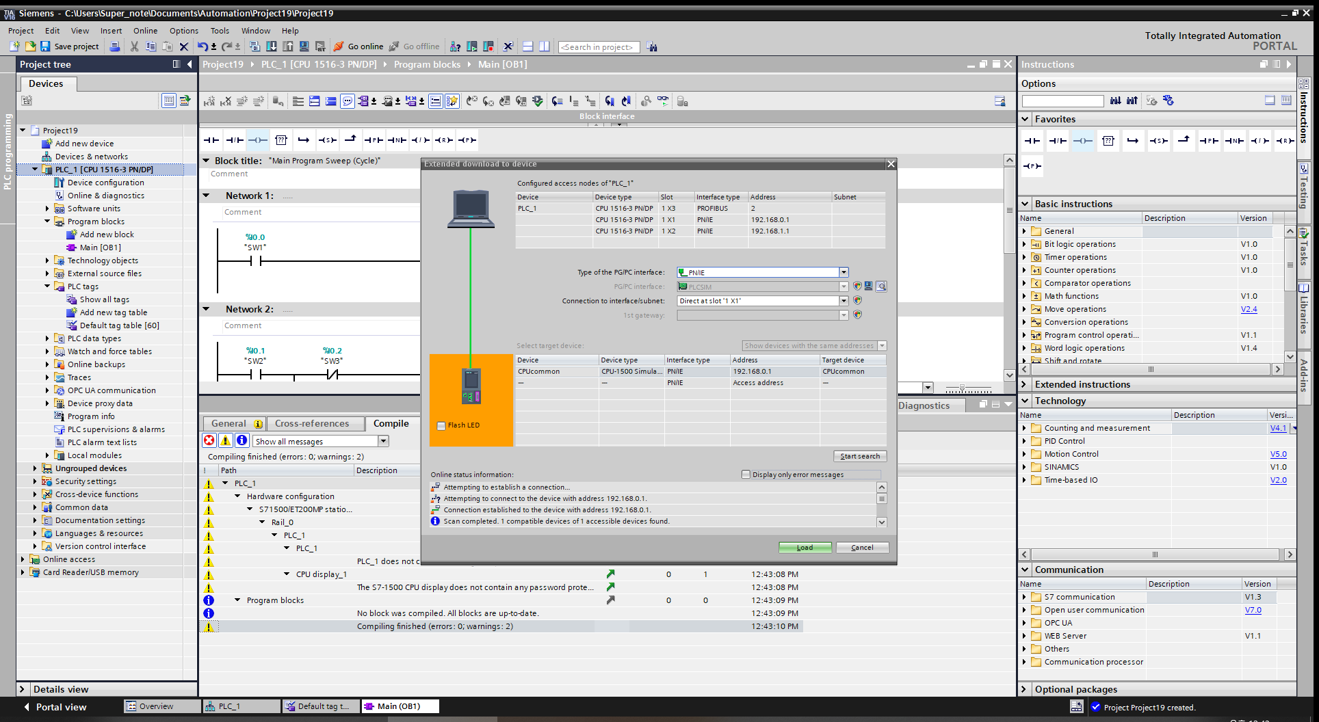 Siemens - C:\Users\Super_note\Documents\Automation\Project19\Project19
Project Edit View Insert Online Options Tools Window Help
Totally Integrated Automation
PORTAL
Save project
Go online
Go offline
<Search in project>
Project tree
Devices
PLC programming
Project19
Add new device
Devices & networks
PLC_1 [CPU 1516-3 PN/DP]
Device configuration
Online & diagnostics
Software units
Program blocks
Add new block
Main [OB1]
Technology objects
External source files
PLC tags
Show all tags
Add new tag table
Default tag table [60]
PLC data types
Watch and force tables
Online backups
Traces
OPC UA communication
Device proxy data
Program info
PLC supervisions & alarms
PLC alarm text lists
Local modules
Ungrouped devices
Security settings
Cross-device functions
Common data
Documentation settings
Languages & resources
Version control interface
Online access
Card Reader/USB memory
Details view
Project19 PLC_1 [CPU 1516-3 PN/DP] Program blocks Main [OB1]
Block interface
Block title: "Main Program Sweep (Cycle)"
Comment
Network 1:
Comment
%I0.0
"SW1"
Network 2:
Comment
%I0.1 %I0.2
"SW2" "SW3"
Extended download to device
Configured access nodes of "PLC_1"
Device Device type Slot Interface type Address Subnet
PLC_1 CPU 1516-3 PN/DP 1 X3 PROFIBUS 2
CPU 1516-3 PN/DP 1 X1 PN/IE 192.168.0.1
CPU 1516-3 PN/DP 1 X2 PN/IE 192.168.1.1
Type of the PG/PC interface: PN/IE
PG/PC interface: PLCSIM
Connection to interface/subnet: Direct at slot '1 X1'
1st gateway:
Select target device: Show devices with the same addresses
Device Device type Interface type Address Target device
CPUcommon CPU-1500 Simula... PN/IE 192.168.0.1 CPUcommon
— — PN/IE Access address —
Flash LED
Start search
Online status information:
Display only error messages
Attempting to establish a connection...
Attempting to connect to the device with address 192.168.0.1.
Connection established to the device with address 192.168.0.1.
Scan completed. 1 compatible devices of 1 accessible devices found.
Load Cancel
Diagnostics
General Cross-references Compile
Show all messages
Compiling finished (errors: 0; warnings: 2)
! Path Description
PLC_1
Hardware configuration
S71500/ET200MP statio...
Rail_0
PLC_1
PLC_1
PLC_1 does not c
CPU display_1 0 1 12:43:08 PM
The S7-1500 CPU display does not contain any password prote... 12:43:08 PM
Program blocks 0 0 12:43:09 PM
No block was compiled. All blocks are up-to-date. 12:43:09 PM
Compiling finished (errors: 0; warnings: 2) 12:43:10 PM
Instructions
Options
Favorites
Basic instructions
Name Description Version
General
Bit logic operations V1.0
Timer operations V1.0
Counter operations V1.0
Comparator operations
Math functions V1.0
Move operations V2.4
Conversion operations
Program control operati... V1.1
Word logic operations V1.4
Shift and rotate
Extended instructions
Technology
Name Description Versi...
Counting and measurement V4.1
PID Control
Motion Control V5.0
SINAMICS V1.0
Time-based IO V2.0
Communication
Name Description Version
S7 communication V1.3
Open user communication V7.0
OPC UA
WEB Server V1.1
Others
Communication processor
Optional packages
Instructions
Testing
Tasks
Libraries
Add-ins
Portal view
Overview
PLC_1
Default tag t...
Main (OB1)
Project Project19 created.